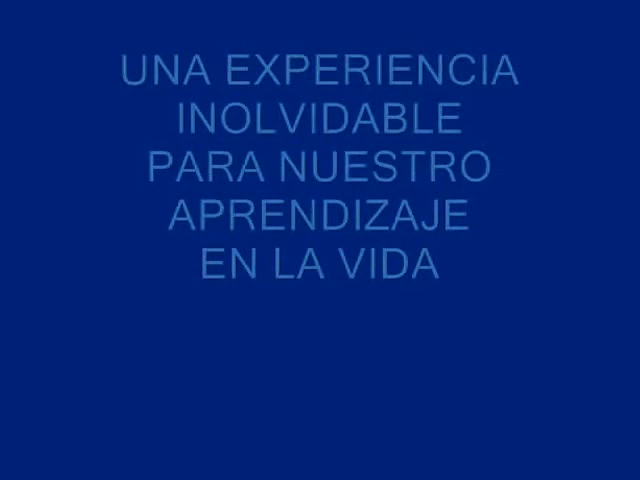 UNA EXPERIENCIA
INOLVIDABLE
PARA NUESTRO
APRENDIZAJE
EN LA VIDA